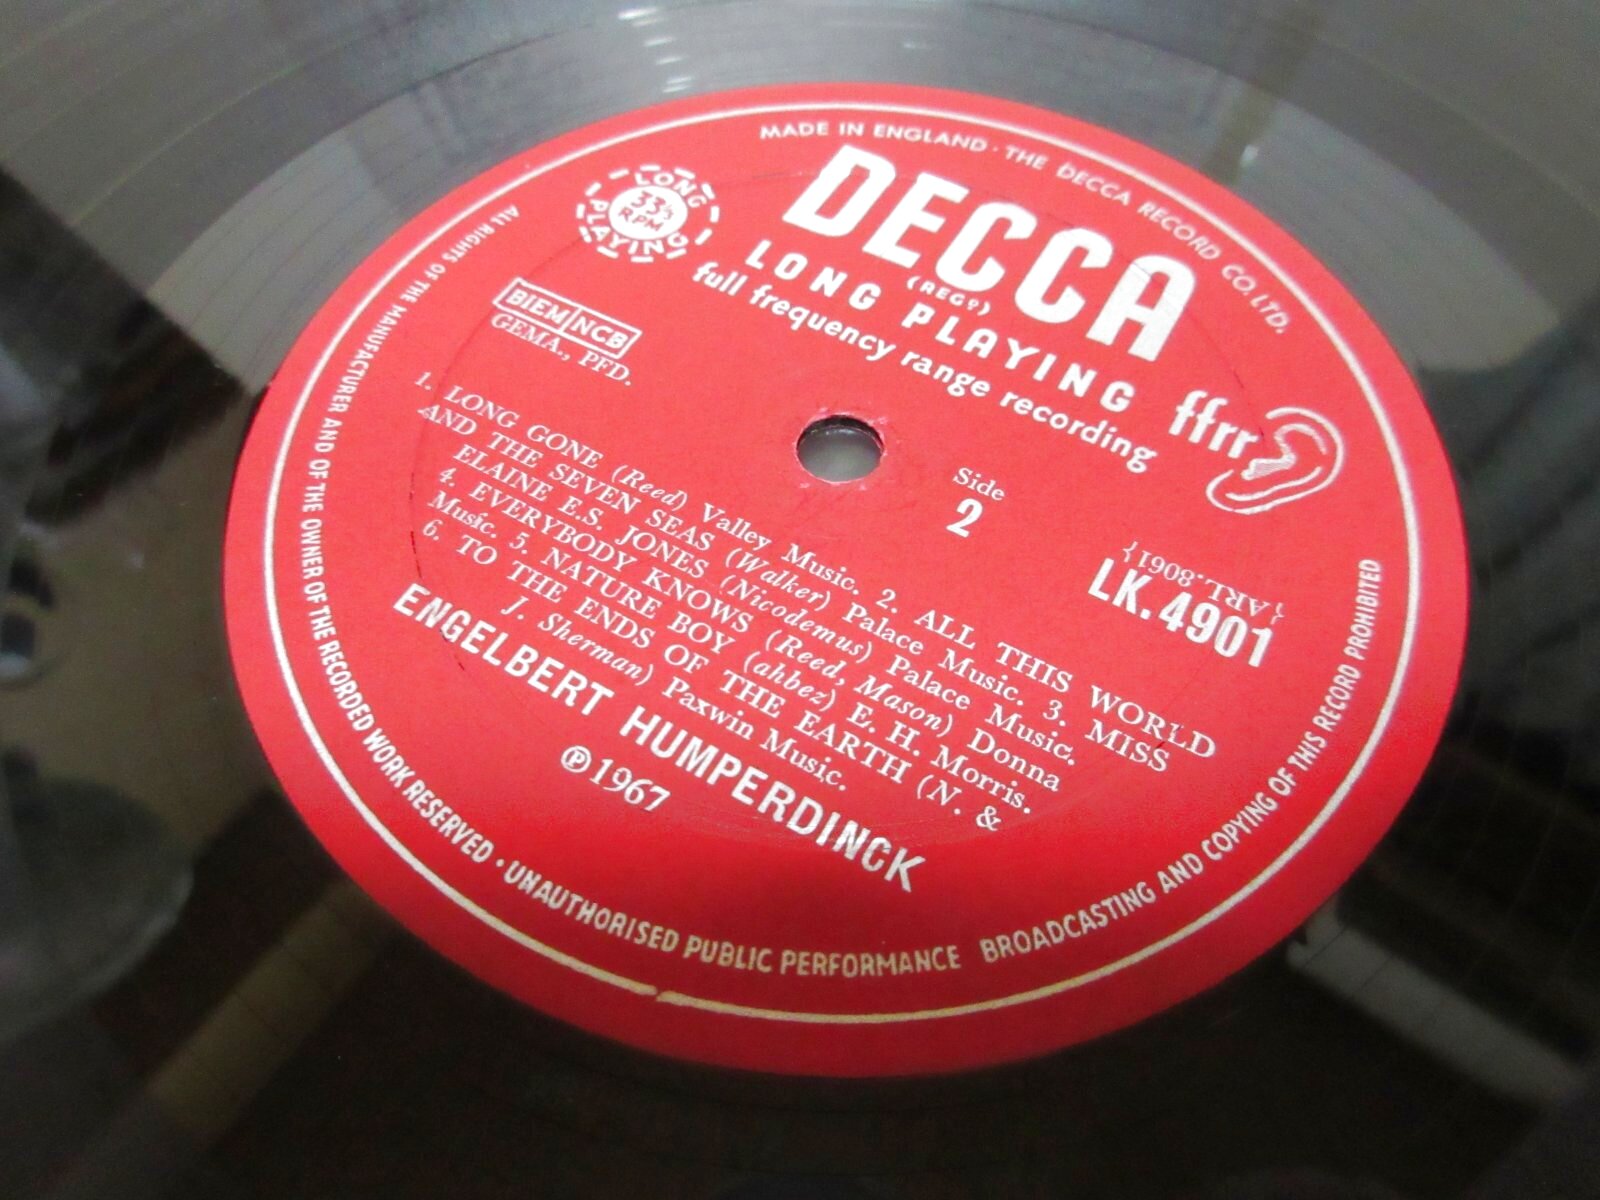 MADE IN ENGLAND · THE DECCA RECORD CO. LTD.
DECCA
(REGD)
LONG PLAYING
full frequency range recording
ffrr
LONG
33⅓
RPM
PLAYING
BIEM NCB
GEMA., PFD.
Side
2
{ARL.8061}
LK.4901
1. LONG GONE (Reed) Valley Music. 2. ALL THIS WORLD
AND THE SEVEN SEAS (Walker) Palace Music. 3. MISS
ELAINE E.S. JONES (Nicodemus) Palace Music.
4. EVERYBODY KNOWS (Reed, Mason) Donna
Music. 5. NATURE BOY (ahbez) E. H. Morris.
6. TO THE ENDS OF THE EARTH (N. &
J. Sherman) Paxwin Music.
ENGELBERT HUMPERDINCK
Ⓟ1967
ALL RIGHTS OF THE MANUFACTURER AND OF THE OWNER OF THE RECORDED WORK RESERVED · UNAUTHORISED PUBLIC PERFORMANCE BROADCASTING AND COPYING OF THIS RECORD PROHIBITED